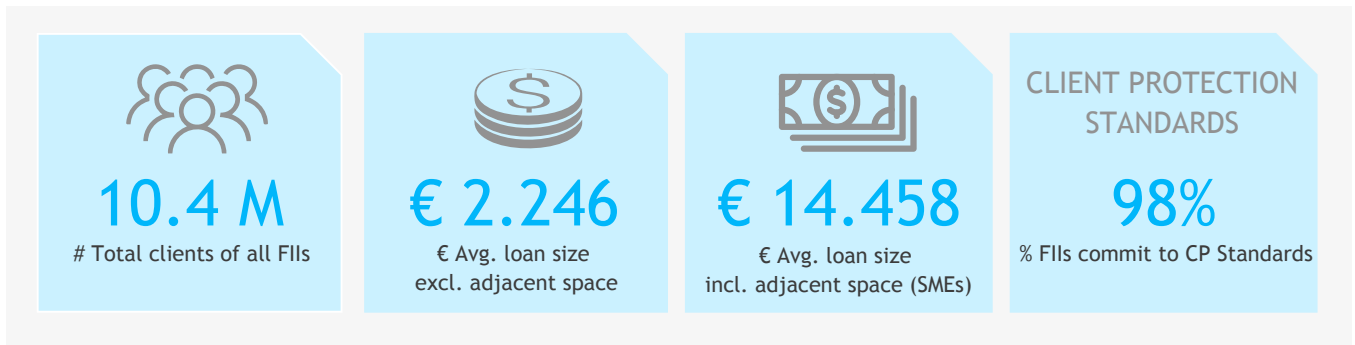 10.4 M
# Total clients of all FIIs
€ 2.246
€ Avg. loan size
excl. adjacent space
€ 14.458
€ Avg. loan size
incl. adjacent space (SMEs)
CLIENT PROTECTION
STANDARDS
98%
% FIIs commit to CP Standards